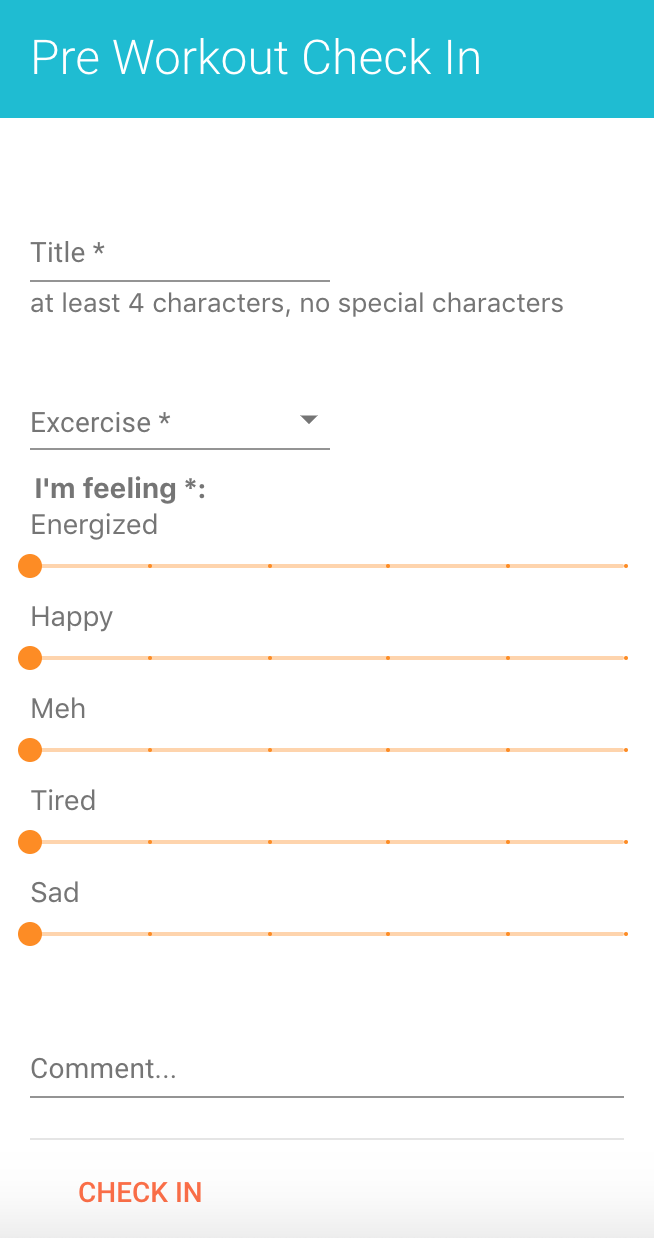 Pre Workout Check In
Title *
at least 4 characters, no special characters
Excercise *
I'm feeling *:
Energized
Happy
Meh
Tired
Sad
Comment...
CHECK IN